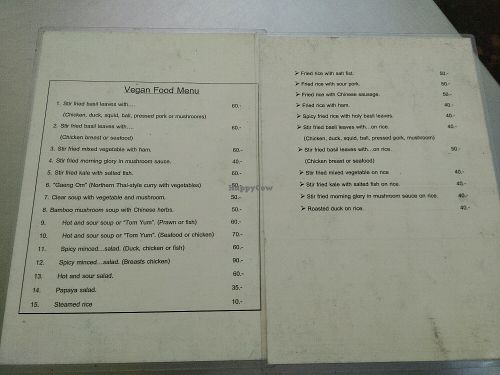 Vegan Food Menu
1. Stir fried basil leaves with.... 60.-
(Chicken, duck, squid, ball, pressed pork or mushrooms)
2. Stir fried basil leaves with.... 60.-
(Chicken breast or seafood)
3. Stir fried mixed vegetable with ham. 60.-
4. Stir fried morning glory in mushroom sauce. 40.-
5. Stir fried kale with salted fish. 60.-
6. "Gaeng Om" (Northern Thai-style curry with vegetables) 50.-
7. Clear soup with vegetable and mushroom. 50.-
8. Bamboo mushroom soup with Chinese herbs. 50.-
9. Hot and sour soup or "Tom Yum". (Prawn or fish) 60.-
10. Hot and sour soup or "Tom Yum". (Seafood or chicken) 70.-
11. Spicy minced...salad. (Duck, chicken or fish) 60.-
12. Spicy minced...salad. (Breasts chicken) 90.-
13. Hot and sour salad. 60.-
14. Papaya salad. 35.-
15. Steamed rice 10.-
HappyCow
➢ Fried rice with salt fist. 50.-
➢ Fried rice with sour pork. 50.-
➢ Fried rice with Chinese sausage. 50.-
➢ Fried rice with ham. 40.-
➢ Spicy fried rice with holy basil leaves. 40.-
➢ Stir fried basil leaves with...on rice. 40.-
(Chicken, duck, squid, ball, pressed pork, mushroom)
➢ Stir fried basil leaves with...on rice. 50.-
(Chicken breast or seafood)
➢ Stir fried mixed vegetable on rice 40.-
➢ Stir fried kale with salted fish on rice. 40.-
➢ Stir fried morning glory in mushroom sauce on rice. 40.-
➢ Roasted duck on rice. 40.-